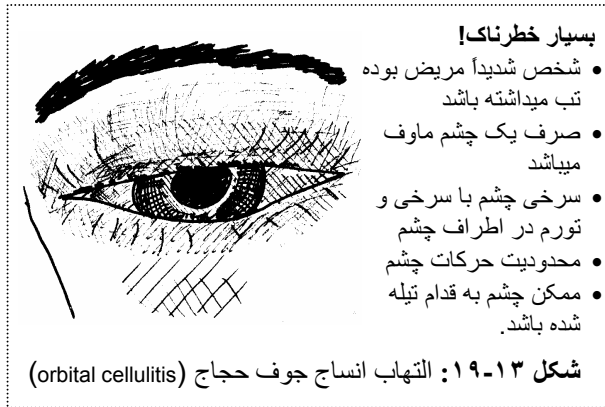 بسیار خطرناک!
• شخص شدیداً مریض بوده
تب میداشته باشد
• صرف یک چشم ماوف
میباشد
• سرخی چشم با سرخی و
تورم در اطراف چشم
• محدودیت حرکات چشم
• ممکن چشم به قدام تیله
شده باشد.
شکل ۱۳-۱۹: التهاب انساج جوف حجاج (orbital cellulitis)